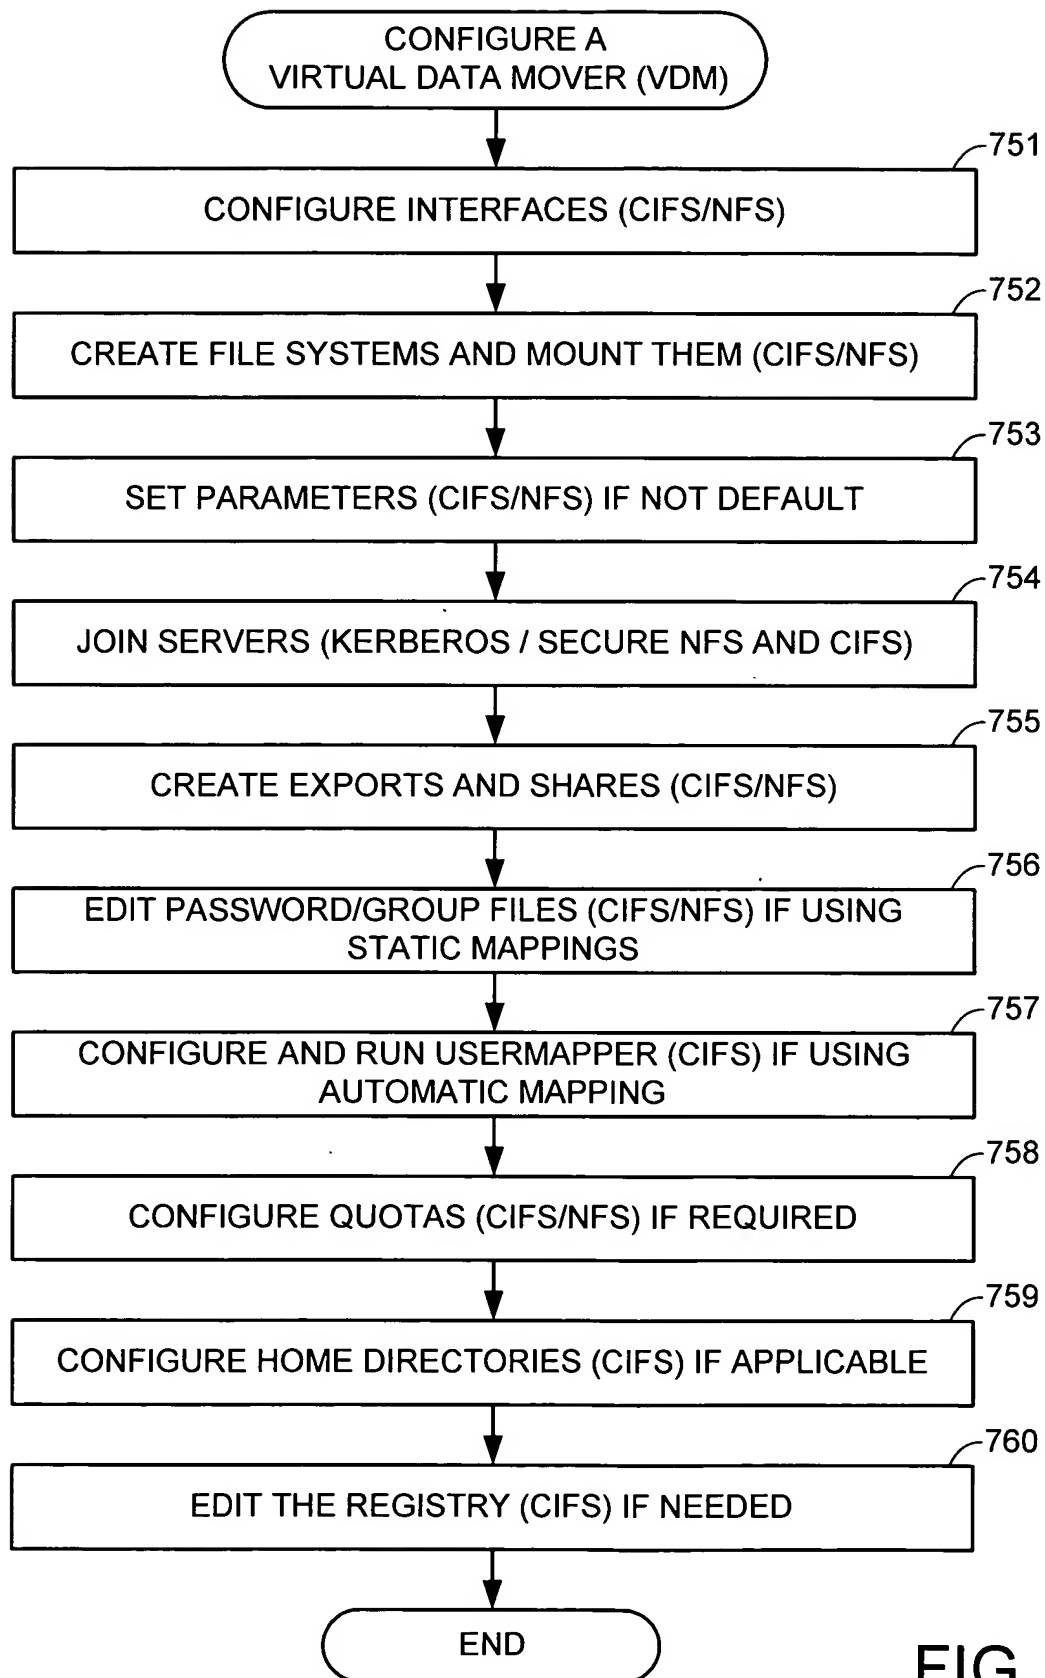 CONFIGURE A
VIRTUAL DATA MOVER (VDM)
751
CONFIGURE INTERFACES (CIFS/NFS)
752
CREATE FILE SYSTEMS AND MOUNT THEM (CIFS/NFS)
753
SET PARAMETERS (CIFS/NFS) IF NOT DEFAULT
754
JOIN SERVERS (KERBEROS / SECURE NFS AND CIFS)
755
CREATE EXPORTS AND SHARES (CIFS/NFS)
756
EDIT PASSWORD/GROUP FILES (CIFS/NFS) IF USING
STATIC MAPPINGS
757
CONFIGURE AND RUN USERMAPPER (CIFS) IF USING
AUTOMATIC MAPPING
758
CONFIGURE QUOTAS (CIFS/NFS) IF REQUIRED
759
CONFIGURE HOME DIRECTORIES (CIFS) IF APPLICABLE
760
EDIT THE REGISTRY (CIFS) IF NEEDED
END
FIG